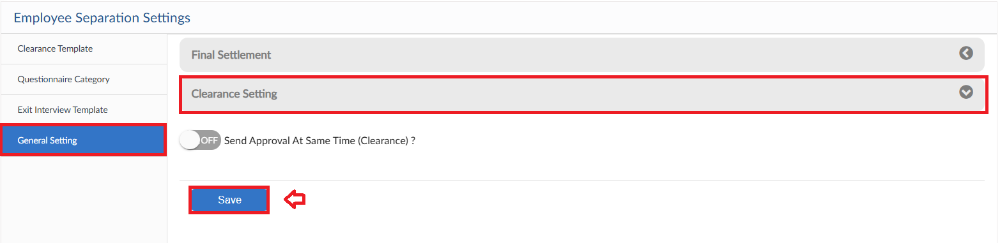 Employee Separation Settings
Clearance Template
Questionnaire Category
Exit Interview Template
General Setting
Final Settlement
Clearance Setting
OFF Send Approval At Same Time (Clearance) ?
Save